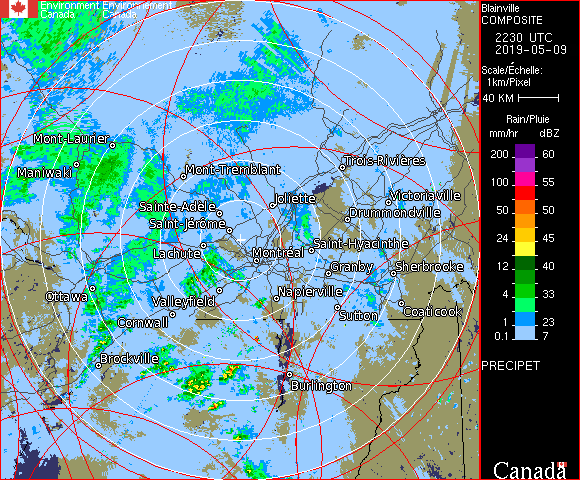 Environment Environnement
Canada Canada
Mont-Laurier
Maniwaki
Mont-Tremblant
Trois-Rivières
Sainte-Adèle
Joliette
Victoriaville
Saint-Jérôme
Drummondville
Lachute
Montréal
Saint-Hyacinthe
Granby
Sherbrooke
Ottawa
Valleyfield
Napierville
Cornwall
Sutton
Coaticook
Brockville
Burlington
Blainville
COMPOSITE
2230 UTC
2019-05-09
Scale/Échelle:
1km/Pixel
40 KM
Rain/Pluie
mm/hr dBZ
200 60
100 55
50 50
24 45
12 40
4 33
1 23
0.1 7
PRECIPET
Canada